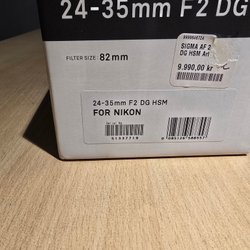 24-35mm F2 DG
FILTER SIZE: 82mm
SIGMA AF 2
DG HSM Art
9.990,00 kr
24-35mm F2 DG HSM
FOR NIKON
51337719